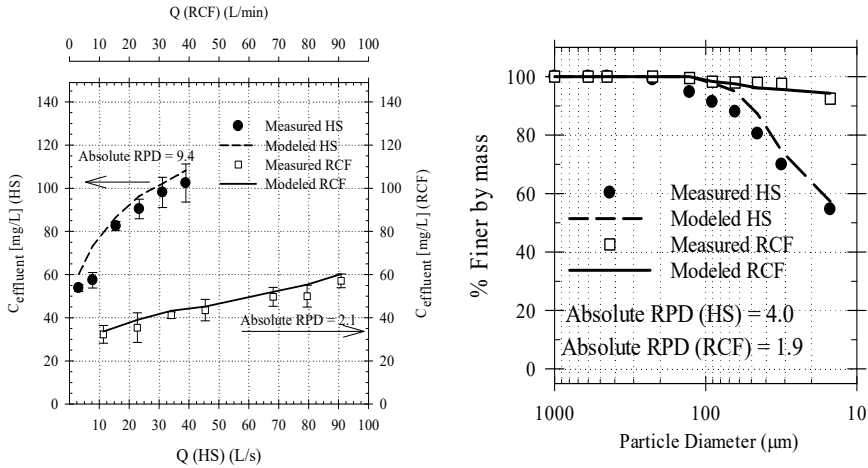 Q (RCF) (L/min)
0 10 20 30 40 50 60 70 80 90 100
140
120
100
80
60
40
20
0
C effluent [mg/L] (HS)
Measured HS
Modeled HS
Measured RCF
Modeled RCF
Absolute RPD = 9.4
Absolute RPD = 2.1
140
120
100
80
60
40
20
0
C effluent [mg/L] (RCF)
10 20 30 40 50 60 70 80 90 100
Q (HS) (L/s)
100
80
60
40
20
0
% Finer by mass
Measured HS
Modeled HS
Measured RCF
Modeled RCF
Absolute RPD (HS) = 4.0
Absolute RPD (RCF) = 1.9
1000 100 10
Particle Diameter (μm)